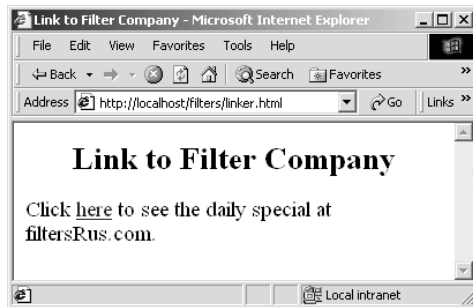 Link to Filter Company - Microsoft Internet Explorer
File Edit View Favorites Tools Help
Back Search Favorites »
Address http://localhost/filters/linker.html Go Links »
Link to Filter Company
Click here to see the daily special at
filtersRus.com.
Local intranet